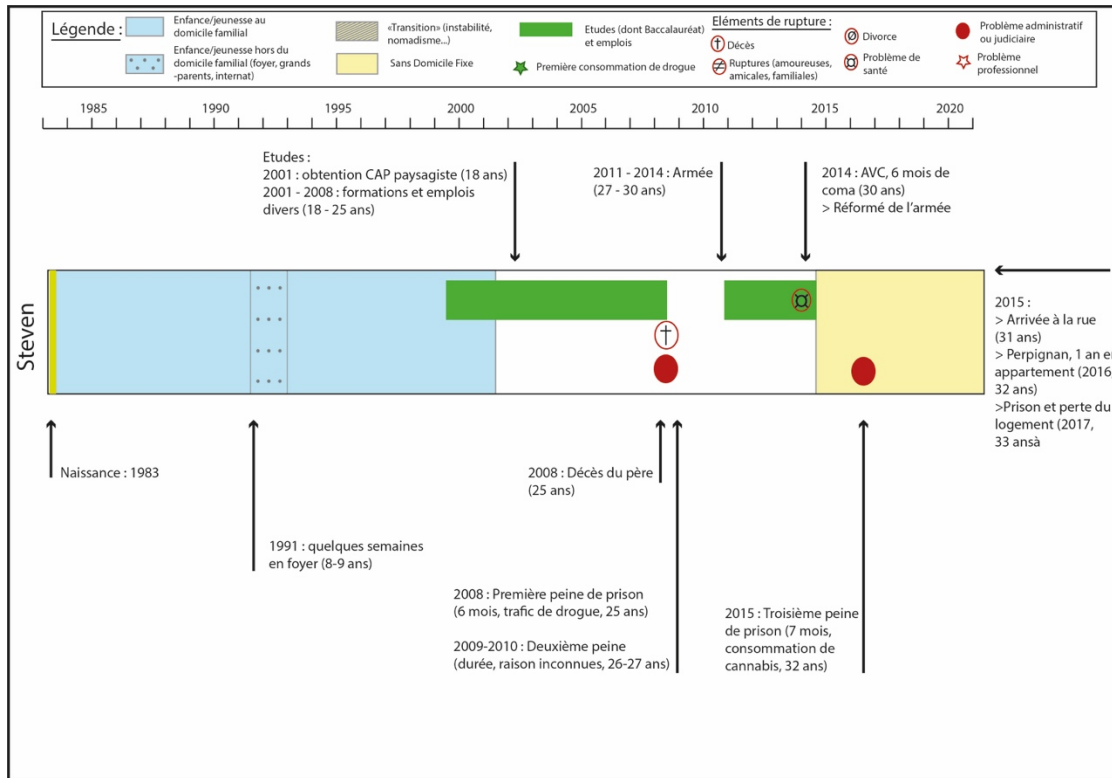 Légende :
Enfance/jeunesse au
domicile familial
Enfance/jeunesse hors du
domicile familial (foyer, grands
-parents, internat)
«Transition» (instabilité,
nomadisme...)
Sans Domicile Fixe
Etudes (dont Baccalauréat)
et emplois
Première consommation de drogue
Eléments de rupture :
Décès
Ruptures (amoureuses,
amicales, familiales)
Divorce
Problème de
santé
Problème administratif
ou judiciaire
Problème
professionnel
1985 1990 1995 2000 2005 2010 2015 2020
Etudes :
2001 : obtention CAP paysagiste (18 ans)
2001 - 2008 : formations et emplois
divers (18 - 25 ans)
2011 - 2014 : Armée
(27 - 30 ans)
2014 : AVC, 6 mois de
coma (30 ans)
> Réformé de l'armée
Steven
2015 :
> Arrivée à la rue
(31 ans)
> Perpignan, 1 an en
appartement (2016,
32 ans)
>Prison et perte du
logement (2017,
33 ansà
Naissance : 1983
2008 : Décès du père
(25 ans)
1991 : quelques semaines
en foyer (8-9 ans)
2008 : Première peine de prison
(6 mois, trafic de drogue, 25 ans)
2009-2010 : Deuxième peine
(durée, raison inconnues, 26-27 ans)
2015 : Troisième peine
de prison (7 mois,
consommation de
cannabis, 32 ans)